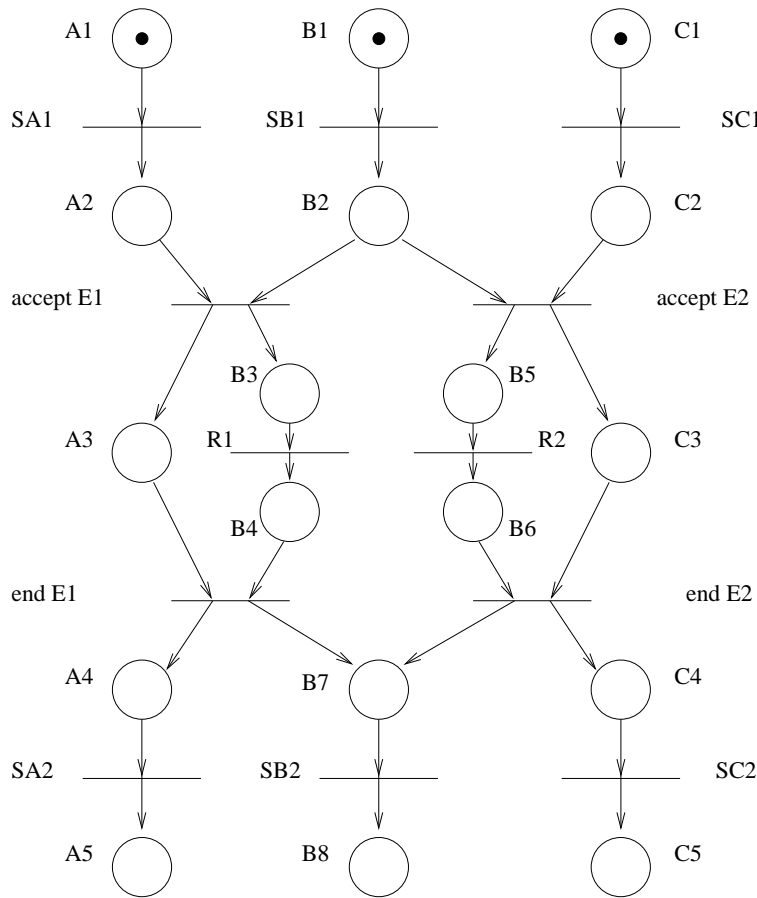 A1 B1 C1
SA1 SB1 SC1
A2 B2 C2
accept E1 accept E2
B3 B5
A3 R1 R2 C3
B4 B6
end E1 end E2
A4 B7 C4
SA2 SB2 SC2
A5 B8 C5